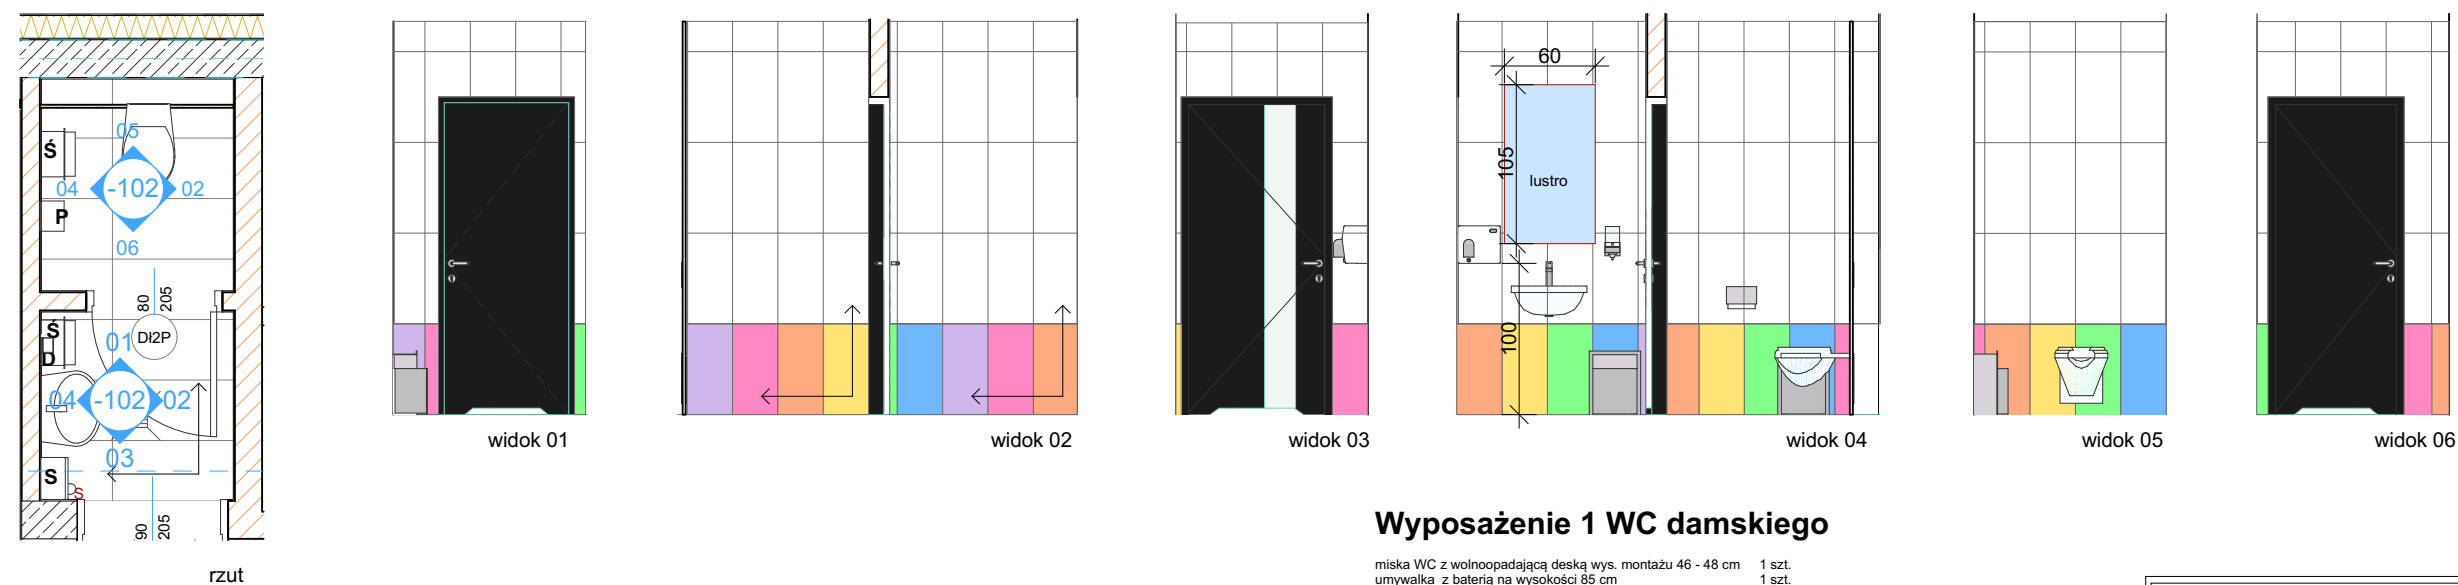 Ś
05
04
-102
02
P
06
80
205
Ś
D
01
Dł2P
04
-102
02
03
S
Ś
90
205
rzut
widok 01
widok 02
widok 03
60
105
lustro
100
widok 04
widok 05
widok 06
Wyposażenie 1 WC damskiego
miska WC z wolnoopadającą deską wys. montażu 46 - 48 cm 1 szt.
umywalka z baterią na wysokości 85 cm 1 szt.